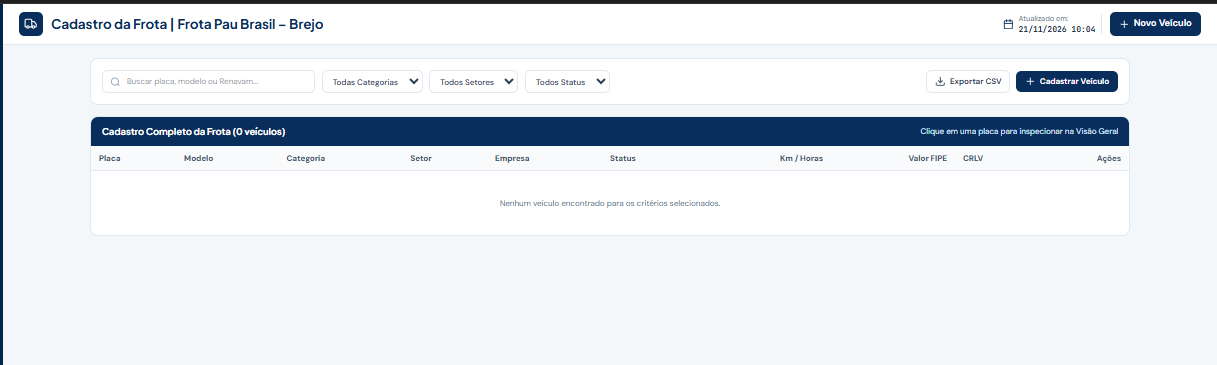 Cadastro da Frota | Frota Pau Brasil – Brejo
Atualizado em:
21/11/2026 10:04
Novo Veículo
Buscar placa, modelo ou Renavam...
Todas Categorias
Todos Setores
Todos Status
Exportar CSV
Cadastrar Veículo
Cadastro Completo da Frota (0 veículos)
Clique em uma placa para inspecionar na Visão Geral
Placa Modelo Categoria Setor Empresa Status Km / Horas Valor FIPE CRLV Ações
Nenhum veículo encontrado para os critérios selecionados.